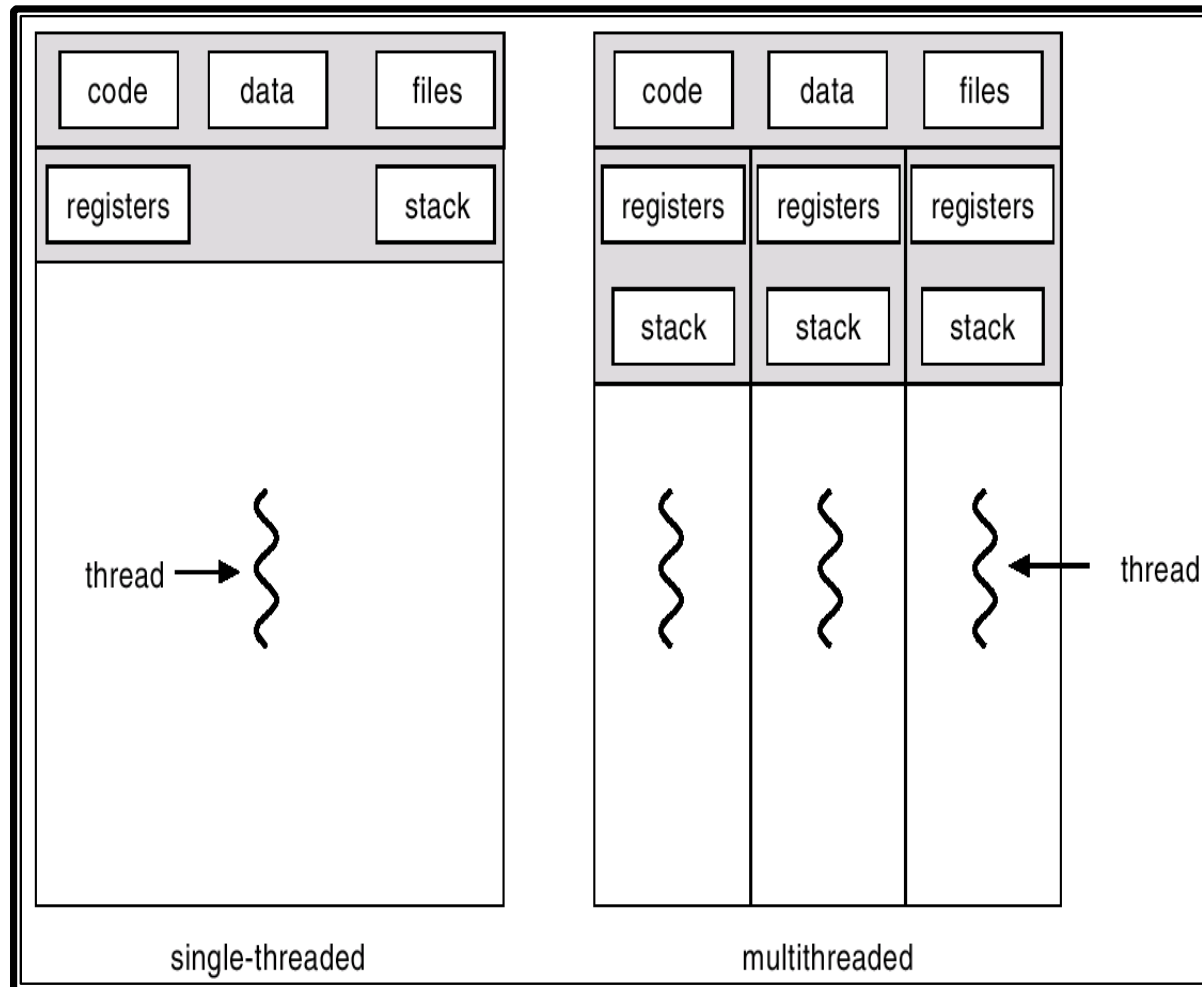 code data files code data files
registers stack registers registers registers
stack stack stack
thread thread
single-threaded multithreaded